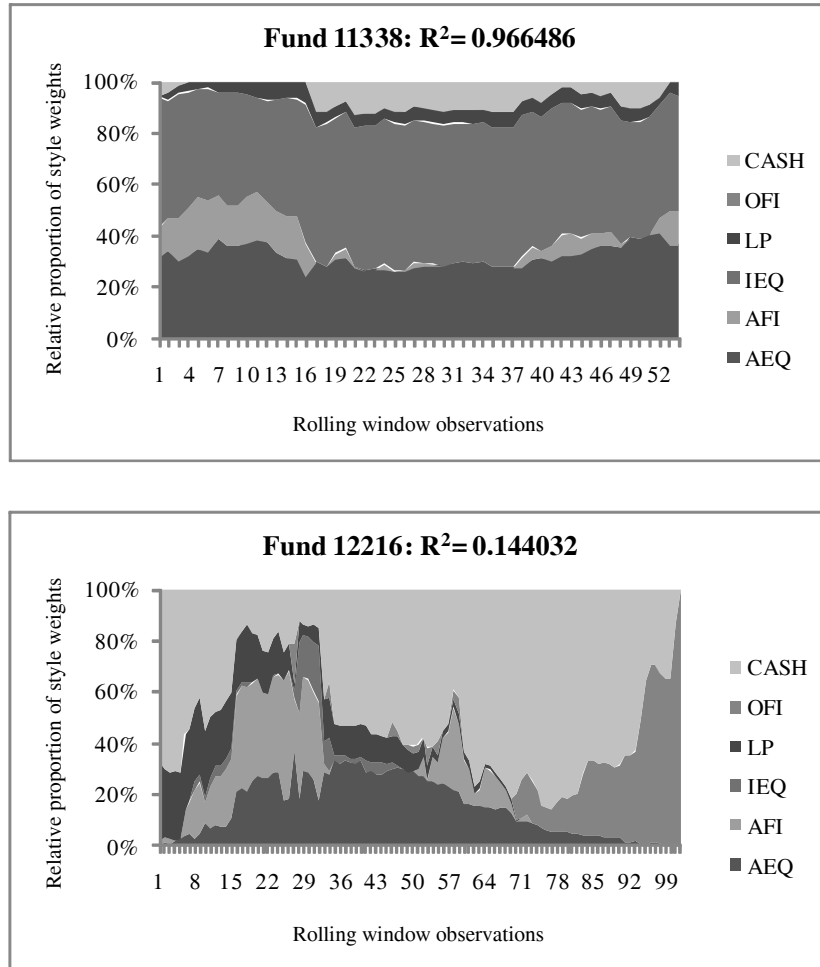 Fund 11338: R²= 0.966486
Relative proportion of style weights
100%
80%
60%
40%
20%
0%
1 4 7 10 13 16 19 22 25 28 31 34 37 40 43 46 49 52
Rolling window observations
CASH
OFI
LP
IEQ
AFI
AEQ
Fund 12216: R²= 0.144032
Relative proportion of style weights
100%
80%
60%
40%
20%
0%
1 8 15 22 29 36 43 50 57 64 71 78 85 92 99
Rolling window observations
CASH
OFI
LP
IEQ
AFI
AEQ